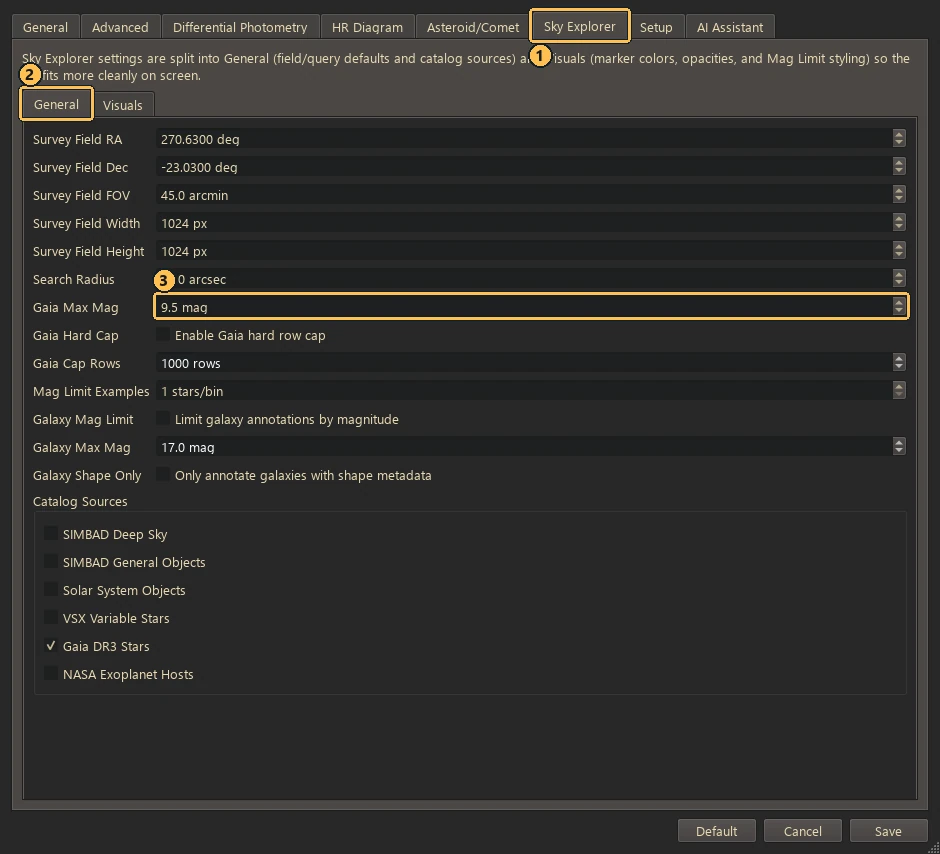 General Advanced Differential Photometry HR Diagram Asteroid/Comet Sky Explorer Setup AI Assistant
1
Sky Explorer settings are split into General (field/query defaults and catalog sources) a visuals (marker colors, opacities, and Mag Limit styling) so the
2 fits more cleanly on screen.
General Visuals
Survey Field RA 270.6300 deg
Survey Field Dec -23.0300 deg
Survey Field FOV 45.0 arcmin
Survey Field Width 1024 px
Survey Field Height 1024 px
Search Radius 3 0 arcsec
Gaia Max Mag 9.5 mag
Gaia Hard Cap Enable Gaia hard row cap
Gaia Cap Rows 1000 rows
Mag Limit Examples 1 stars/bin
Galaxy Mag Limit Limit galaxy annotations by magnitude
Galaxy Max Mag 17.0 mag
Galaxy Shape Only Only annotate galaxies with shape metadata
Catalog Sources
SIMBAD Deep Sky
SIMBAD General Objects
Solar System Objects
VSX Variable Stars
Gaia DR3 Stars
NASA Exoplanet Hosts
Default Cancel Save